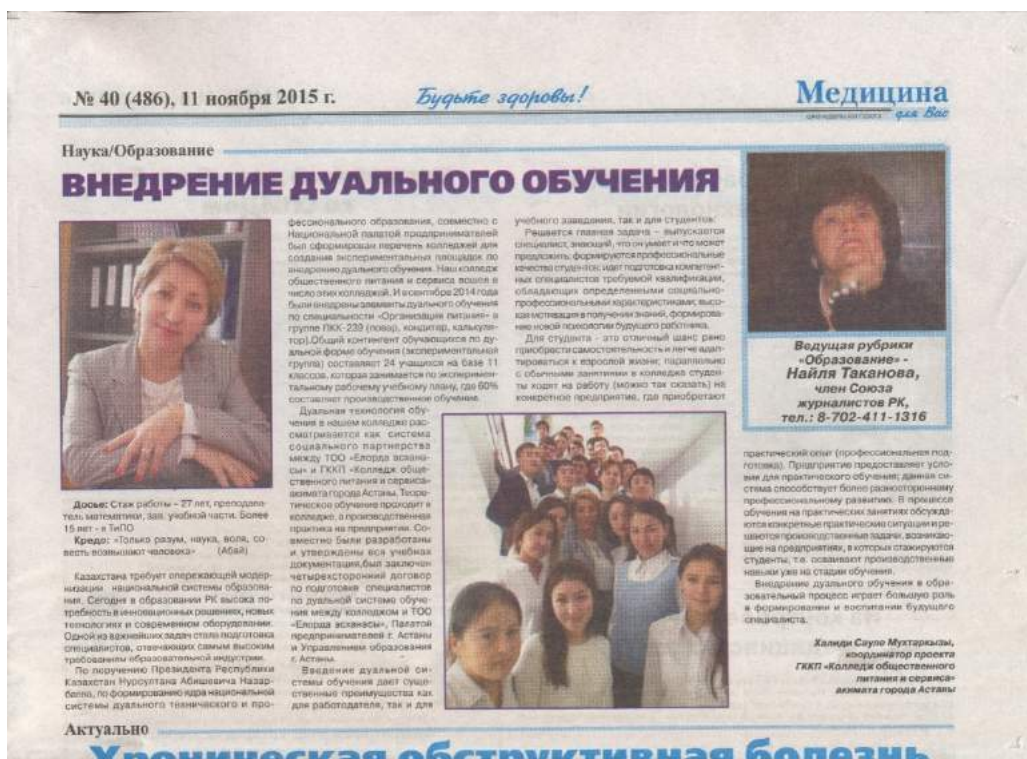 № 40 (486), 11 ноября 2015 г.
Будьте здоровы!
Медицина
для Вас
Наука/Образование
ВНЕДРЕНИЕ ДУАЛЬНОГО ОБУЧЕНИЯ
Досье: Стаж работы – 27 лет, преподава-
тель математики, зав. учебной части. Более
15 лет - в ТиПО
Кредо: «Только разум, наука, воля, со-
весть возвышают человека» (Абай)
Казахстана требует опережающей модер-
низации национальной системы образова-
ния. Сегодня в образовании РК высока по-
требность в инновационных решениях, новых
технологиях и современном оборудовании.
Одной из важнейших задач стала подготовка
специалистов, отвечающих самым высоким
требованиям образовательной индустрии.
По поручению Президента Республики
Казахстан Нурсултана Абишевича Назар-
баева, по формированию ядра национальной
системы дуального технического и про-
фессионального образования, совместно с
Национальной палатой предпринимателей
был сформирован перечень колледжей для
создания экспериментальных площадок по
внедрению дуального обучения. Наш колледж
общественного питания и сервиса вошел в
число этих колледжей. И в сентябре 2014 года
были внедрены элементы дуального обучения
по специальности «Организация питания» в
группе ПКК-239 (повар, кондитер, калькуля-
тор).Общий контингент обучающихся по ду-
альной форме обучения (экспериментальная
группа) составляет 24 учащихся на базе 11
классов, которая занимается по эксперимен-
тальному рабочему учебному плану, где 60%
составляет производственное обучение.
Дуальная технология обу-
чения в нашем колледже рас-
сматривается как система
социального партнерства
между ТОО «Елорда асхана-
сы» и ГККП «Колледж обще-
ственного питания и сервиса»
акимата города Астаны. Теоре-
тическое обучение проходит в
колледже, а производственная
практика на предприятии. Со-
вместно были разработаны
и утверждены вся учебная
документация,был заключен
четырехсторонний договор
по подготовке специалистов
по дуальной системе обуче-
ния между колледжом и ТОО
«Елорда асханасы», Палатой
предпринимателей г. Астаны
и Управлением образования
г. Астаны.
Введение дуальной си-
стемы обучения дает суще-
ственные преимущества как
для работодателя, так и для
учебного заведения, так и для студенток:
Решается главная задача – выпускается
специалист, знающий, что он умеет и что может
предложить; формируются профессиональные
качества студентов; идет подготовка компетент-
ных специалистов требуемой квалификации,
обладающих определенными социально-
профессиональными характеристиками; высо-
кая мотивация в получении знаний, формирова-
ние новой психологии будущего работника.
Для студента - это отличный шанс рано
приобрести самостоятельность и легче адап-
тироваться к взрослой жизни; параллельно
с обычными занятиями в колледже студен-
ты ходят на работу (можно так сказать) на
конкретное предприятие, где приобретают
практический опыт (профессиональная под-
готовка). Предприятие предоставляет усло-
вия для практического обучения; данная си-
стема способствует более разностороннему
профессиональному развитию. В процессе
обучения на практических занятиях обсужда-
ются конкретные практические ситуации и ре-
шаются производственные задачи, возникаю-
щие на предприятиях, в которых стажируются
студенты, т.е. осваивают производственные
навыки уже на стадии обучения.
Внедрение дуального обучения в обра-
зовательный процесс играет большую роль
в формировании и воспитании будущего
специалиста.
Халиди Сауле Мухтаркызы,
координатор проекта
ГККП «Колледж общественного
питания и сервиса»
акимата города Астаны
Ведущая рубрики
«Образование» -
Найля Таканова,
член Союза
журналистов РК,
тел.: 8-702-411-1316
Актуально
Хроническая обструктивная болезнь